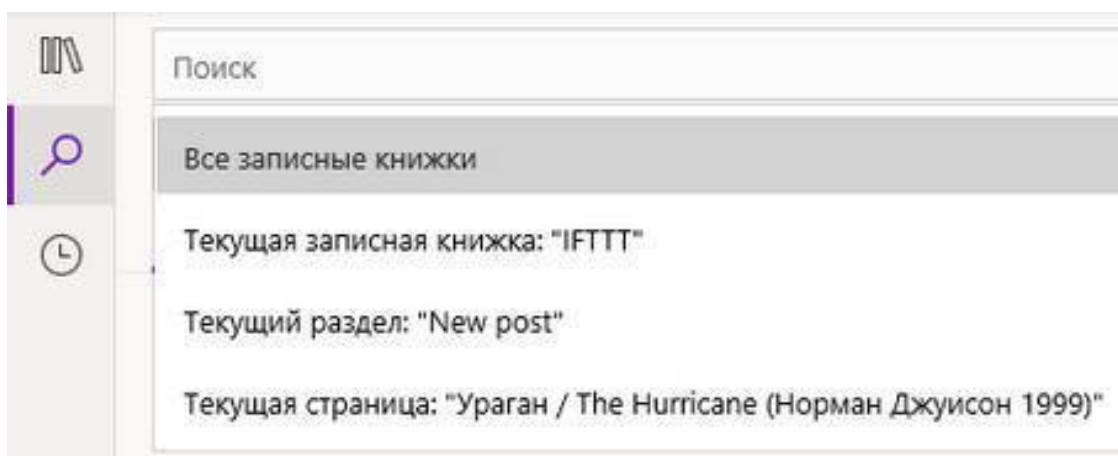 Поиск
Все записные книжки
Текущая записная книжка: "IFTTT"
Текущий раздел: "New post"
Текущая страница: "Ураган / The Hurricane (Норман Джуисон 1999)"